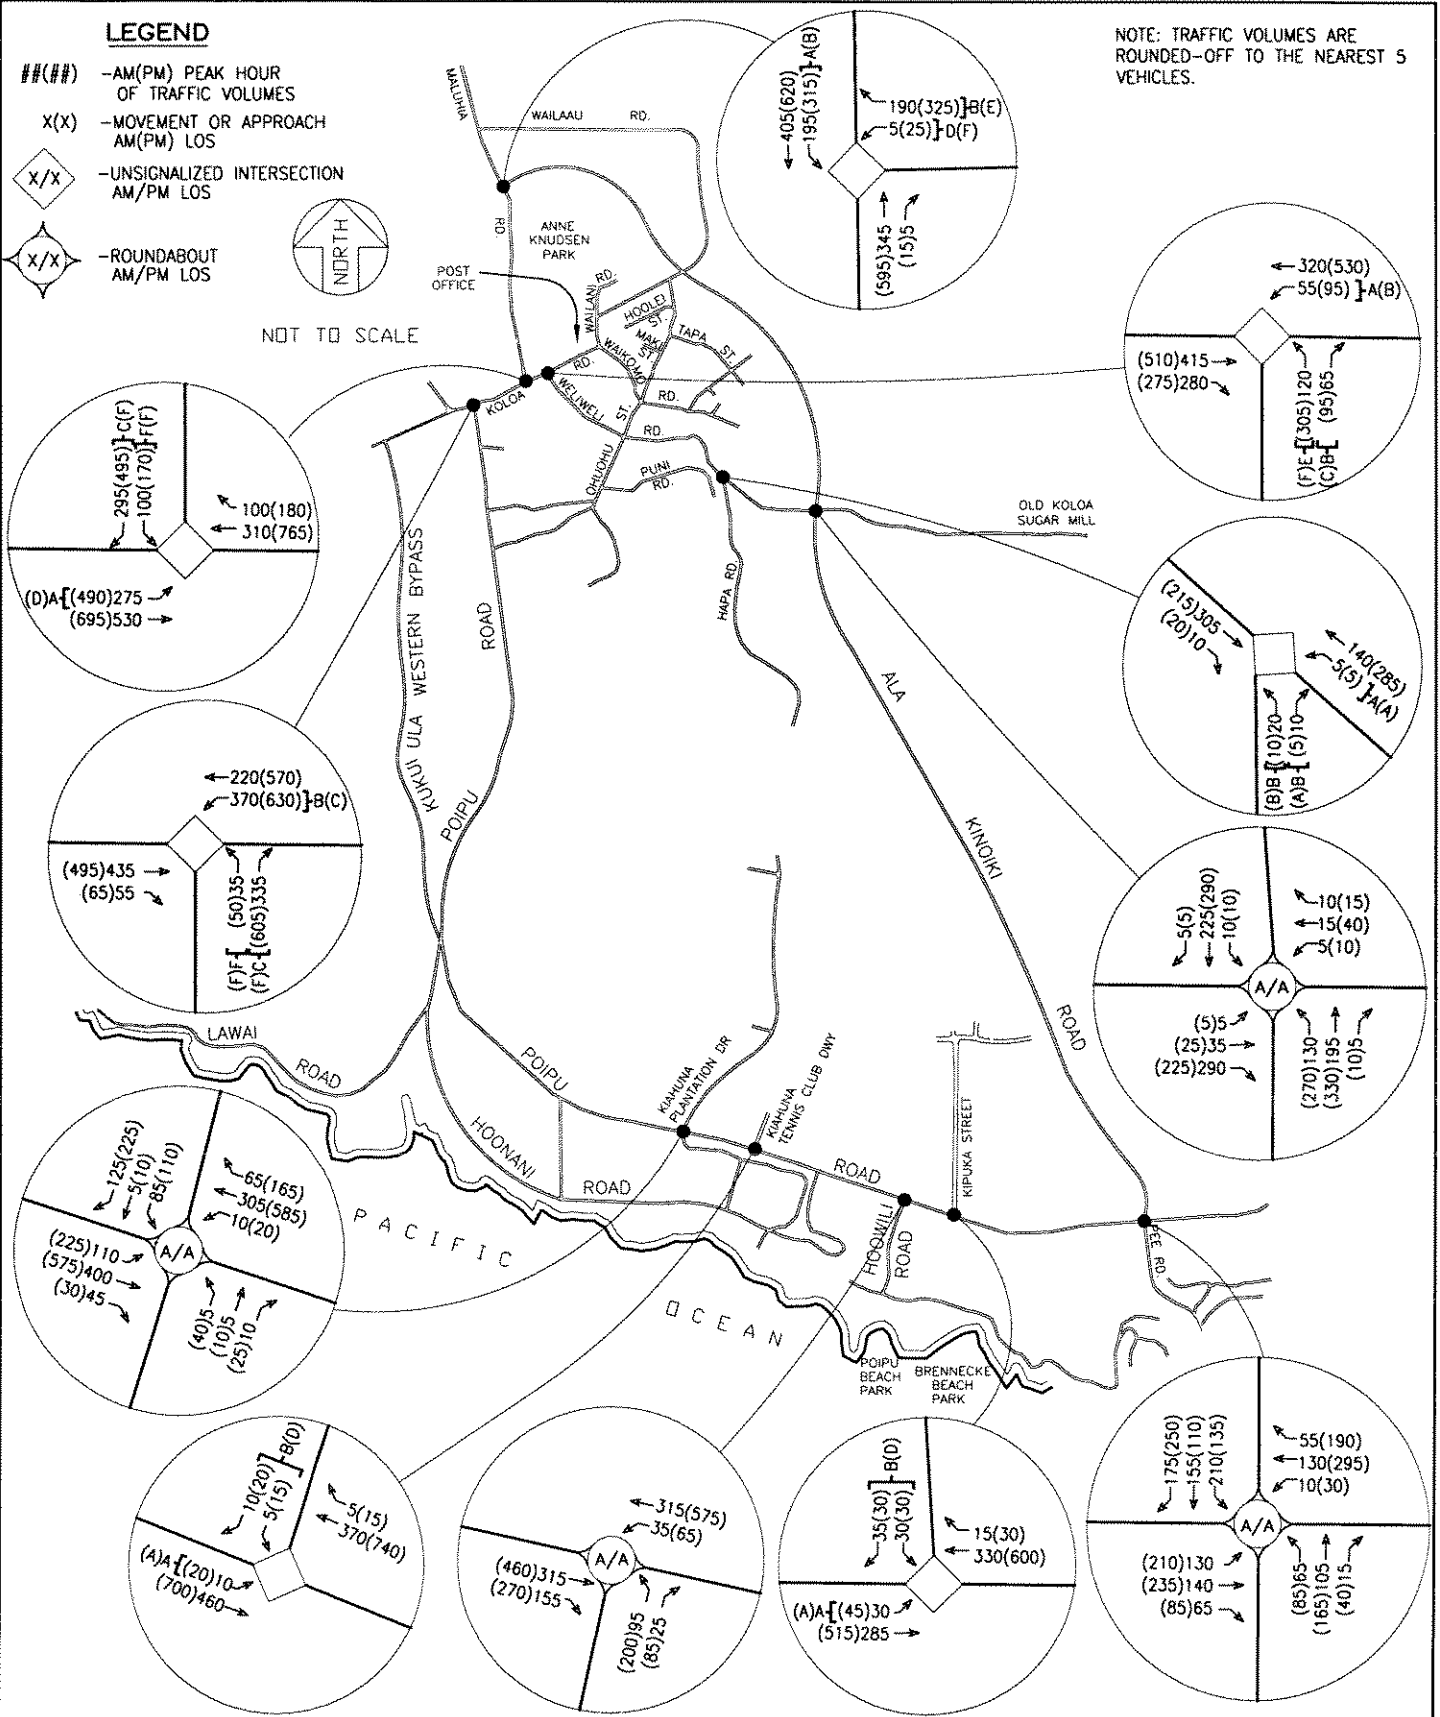 LEGEND
##(##) -AM(PM) PEAK HOUR
OF TRAFFIC VOLUMES
X(X) -MOVEMENT OR APPROACH
AM(PM) LOS
X/X -UNSIGNALIZED INTERSECTION
AM/PM LOS
X/X -ROUNDABOUT
AM/PM LOS
NORTH
NOT TO SCALE
NOTE: TRAFFIC VOLUMES ARE
ROUNDED-OFF TO THE NEAREST 5
VEHICLES.
405(620)
195(315)]A(B)
190(325)]B(E)
5(25)]D(F)
(595)345
(15)5
MALUHIA
RD.
WAILAAU RD.
ANNE
KNUDSEN
PARK
POST
OFFICE
WAILANI RD.
HOOLEI
ST.
MAKI
ST.
TAPA ST.
WAIKOMO
RD.
RD.
KOLOA
WELIWELI
RD.
ST.
PUNI
RD.
OLD KOLOA
SUGAR MILL
HAPA RD.
320(530)
55(95) ]A(B)
(510)415
(275)280
(F)E[(305)120
(C)B[ (95)65
295(495)]C(F)
100(170)]F(F)
100(180)
310(765)
(D)A[(490)275
(695)530
(215)305
(20)10
140(285)
5(5) ]A(A)
(B)B[(10)20
(A)B[ (5)10
KUKUI ULA WESTERN BYPASS
ROAD
POIPU
ALA
KINOIKI
ROAD
220(570)
370(630)]B(C)
(495)435
(65)55
(F)F[ (50)35
(F)C[(605)335
5(5)
225(290)
10(10)
10(15)
15(40)
5(10)
A/A
(5)5
(25)35
(225)290
(270)130
(330)195
(10)5
LAWAI
ROAD
POIPU
KIAHUNA
PLANTATION DR
KIAHUNA
TENNIS CLUB DWY
KIPUKA STREET
ROAD
HOONANI
ROAD
HOOWILI
ROAD
PEE RD.
PACIFIC
OCEAN
POIPU
BEACH
PARK
BRENNECKE
BEACH
PARK
125(225)
5(10)
85(110)
65(165)
305(585)
10(20)
A/A
(225)110
(575)400
(30)45
(40)5
(10)5
(25)10
10(20)
5(15)
]B(D)
5(15)
370(740)
(A)A[(20)10
(700)460
315(575)
35(65)
A/A
(460)315
(270)155
(200)95
(85)25
35(30)
30(30)
]B(D)
15(30)
330(600)
(A)A[(45)30
(515)285
175(250)
155(110)
210(135)
55(190)
130(295)
10(30)
A/A
(210)130
(235)140
(85)65
(85)65
(165)105
(40)15